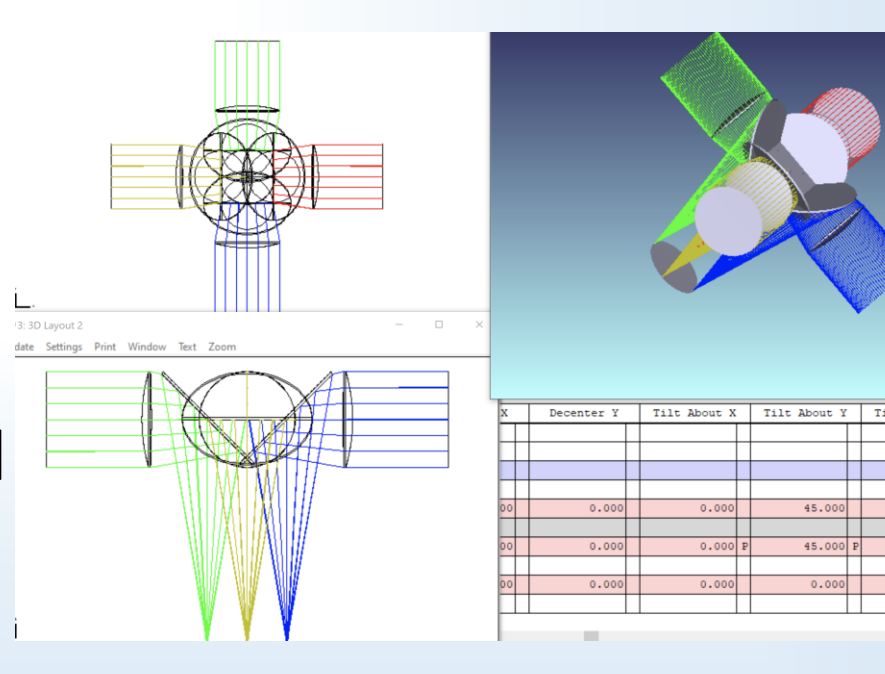 3: 3D Layout 2
date Settings Print Window Text Zoom
X Decenter Y Tilt About X Tilt About Y Ti
00 0.000 0.000 45.000
00 0.000 0.000 P 45.000 P
00 0.000 0.000 0.000